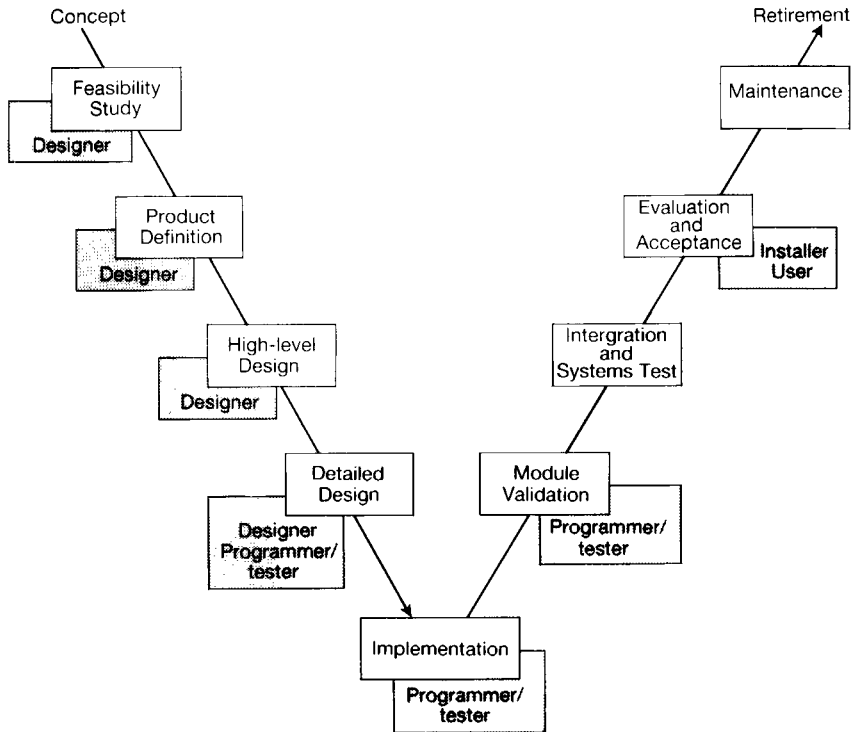 Concept
Feasibility
Study
Designer
Product
Definition
Designer
High-level
Design
Designer
Detailed
Design
Designer
Programmer/
tester
Implementation
Programmer/
tester
Module
Validation
Programmer/
tester
Intergration
and
Systems Test
Evaluation
and
Acceptance
Installer
User
Maintenance
Retirement